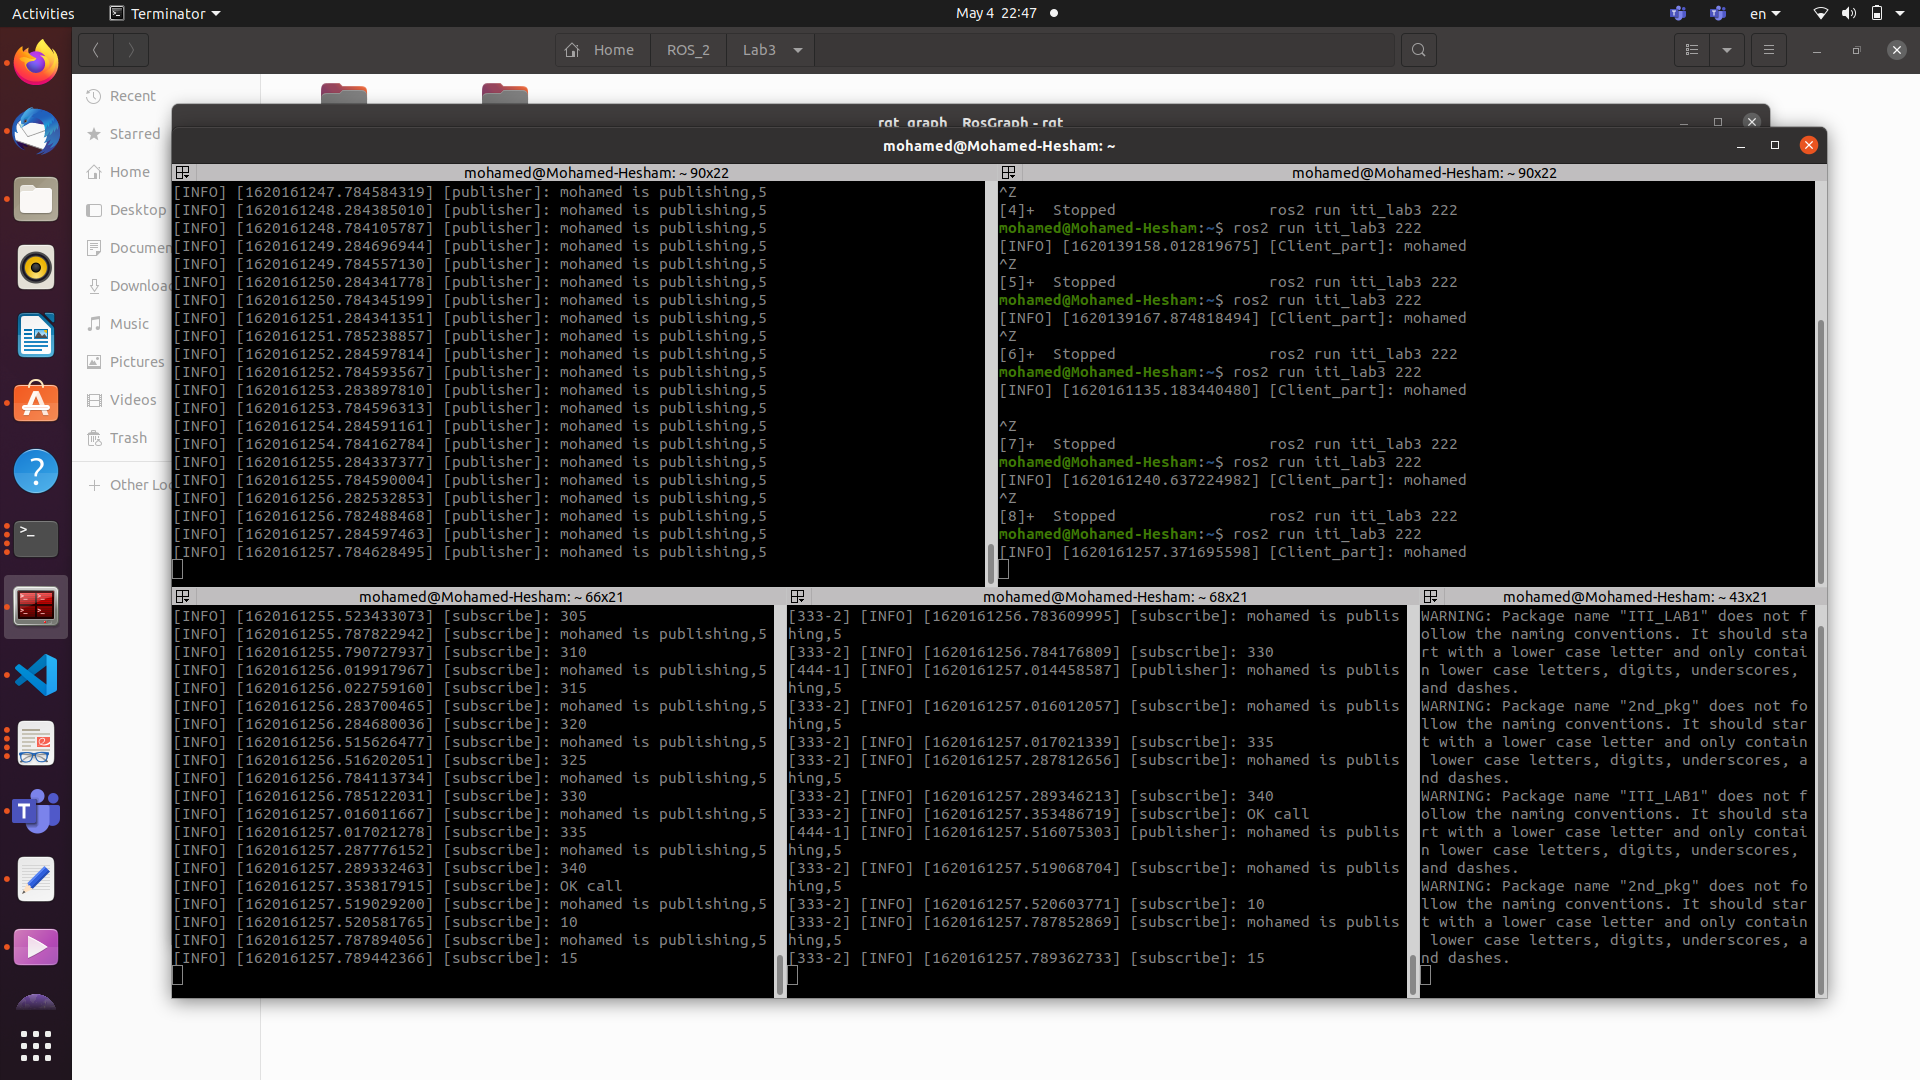 Activities
Terminator
May 4 22:47
en
Home
ROS_2
Lab3
Recent
Starred
Home
Desktop
Documen
Downloa
Music
Pictures
Videos
Trash
Other Lo
rqt_graph__RosGraph - rqt
mohamed@Mohamed-Hesham: ~
mohamed@Mohamed-Hesham: ~ 90x22
[INFO] [1620161247.784584319] [publisher]: mohamed is publishing,5
[INFO] [1620161248.284385010] [publisher]: mohamed is publishing,5
[INFO] [1620161248.784105787] [publisher]: mohamed is publishing,5
[INFO] [1620161249.284696944] [publisher]: mohamed is publishing,5
[INFO] [1620161249.784557130] [publisher]: mohamed is publishing,5
[INFO] [1620161250.284341778] [publisher]: mohamed is publishing,5
[INFO] [1620161250.784345199] [publisher]: mohamed is publishing,5
[INFO] [1620161251.284341351] [publisher]: mohamed is publishing,5
[INFO] [1620161251.785238857] [publisher]: mohamed is publishing,5
[INFO] [1620161252.284597814] [publisher]: mohamed is publishing,5
[INFO] [1620161252.784593567] [publisher]: mohamed is publishing,5
[INFO] [1620161253.283897810] [publisher]: mohamed is publishing,5
[INFO] [1620161253.784596313] [publisher]: mohamed is publishing,5
[INFO] [1620161254.284591161] [publisher]: mohamed is publishing,5
[INFO] [1620161254.784162784] [publisher]: mohamed is publishing,5
[INFO] [1620161255.284337377] [publisher]: mohamed is publishing,5
[INFO] [1620161255.784590004] [publisher]: mohamed is publishing,5
[INFO] [1620161256.282532853] [publisher]: mohamed is publishing,5
[INFO] [1620161256.782488468] [publisher]: mohamed is publishing,5
[INFO] [1620161257.284597463] [publisher]: mohamed is publishing,5
[INFO] [1620161257.784628495] [publisher]: mohamed is publishing,5
mohamed@Mohamed-Hesham: ~ 90x22
^Z
[4]+  Stopped                 ros2 run iti_lab3 222
mohamed@Mohamed-Hesham:~$ ros2 run iti_lab3 222
[INFO] [1620139158.012819675] [Client_part]: mohamed
^Z
[5]+  Stopped                 ros2 run iti_lab3 222
mohamed@Mohamed-Hesham:~$ ros2 run iti_lab3 222
[INFO] [1620139167.874818494] [Client_part]: mohamed
^Z
[6]+  Stopped                 ros2 run iti_lab3 222
mohamed@Mohamed-Hesham:~$ ros2 run iti_lab3 222
[INFO] [1620161135.183440480] [Client_part]: mohamed
^Z
[7]+  Stopped                 ros2 run iti_lab3 222
mohamed@Mohamed-Hesham:~$ ros2 run iti_lab3 222
[INFO] [1620161240.637224982] [Client_part]: mohamed
^Z
[8]+  Stopped                 ros2 run iti_lab3 222
mohamed@Mohamed-Hesham:~$ ros2 run iti_lab3 222
[INFO] [1620161257.371695598] [Client_part]: mohamed
mohamed@Mohamed-Hesham: ~ 66x21
[INFO] [1620161255.523433073] [subscribe]: 305
[INFO] [1620161255.787822942] [subscribe]: mohamed is publishing,5
[INFO] [1620161255.790727937] [subscribe]: 310
[INFO] [1620161256.019917967] [subscribe]: mohamed is publishing,5
[INFO] [1620161256.022759160] [subscribe]: 315
[INFO] [1620161256.283700465] [subscribe]: mohamed is publishing,5
[INFO] [1620161256.284680036] [subscribe]: 320
[INFO] [1620161256.515626477] [subscribe]: mohamed is publishing,5
[INFO] [1620161256.516202051] [subscribe]: 325
[INFO] [1620161256.784113734] [subscribe]: mohamed is publishing,5
[INFO] [1620161256.785122031] [subscribe]: 330
[INFO] [1620161257.016011667] [subscribe]: mohamed is publishing,5
[INFO] [1620161257.017021278] [subscribe]: 335
[INFO] [1620161257.287776152] [subscribe]: mohamed is publishing,5
[INFO] [1620161257.289332463] [subscribe]: 340
[INFO] [1620161257.353817915] [subscribe]: OK call
[INFO] [1620161257.519029200] [subscribe]: mohamed is publishing,5
[INFO] [1620161257.520581765] [subscribe]: 10
[INFO] [1620161257.787894056] [subscribe]: mohamed is publishing,5
[INFO] [1620161257.789442366] [subscribe]: 15
mohamed@Mohamed-Hesham: ~ 68x21
[333-2] [INFO] [1620161256.783609995] [subscribe]: mohamed is publis
hing,5
[333-2] [INFO] [1620161256.784176809] [subscribe]: 330
[444-1] [INFO] [1620161257.014458587] [publisher]: mohamed is publis
hing,5
[333-2] [INFO] [1620161257.016012057] [subscribe]: mohamed is publis
hing,5
[333-2] [INFO] [1620161257.017021339] [subscribe]: 335
[333-2] [INFO] [1620161257.287812656] [subscribe]: mohamed is publis
hing,5
[333-2] [INFO] [1620161257.289346213] [subscribe]: 340
[333-2] [INFO] [1620161257.353486719] [subscribe]: OK call
[444-1] [INFO] [1620161257.516075303] [publisher]: mohamed is publis
hing,5
[333-2] [INFO] [1620161257.519068704] [subscribe]: mohamed is publis
hing,5
[333-2] [INFO] [1620161257.520603771] [subscribe]: 10
[333-2] [INFO] [1620161257.787852869] [subscribe]: mohamed is publis
hing,5
[333-2] [INFO] [1620161257.789362733] [subscribe]: 15
mohamed@Mohamed-Hesham: ~ 43x21
WARNING: Package name "ITI_LAB1" does not f
ollow the naming conventions. It should sta
rt with a lower case letter and only contai
n lower case letters, digits, underscores,
and dashes.
WARNING: Package name "2nd_pkg" does not fo
llow the naming conventions. It should star
t with a lower case letter and only contain
 lower case letters, digits, underscores, a
nd dashes.
WARNING: Package name "ITI_LAB1" does not f
ollow the naming conventions. It should sta
rt with a lower case letter and only contai
n lower case letters, digits, underscores,
and dashes.
WARNING: Package name "2nd_pkg" does not fo
llow the naming conventions. It should star
t with a lower case letter and only contain
 lower case letters, digits, underscores, a
nd dashes.